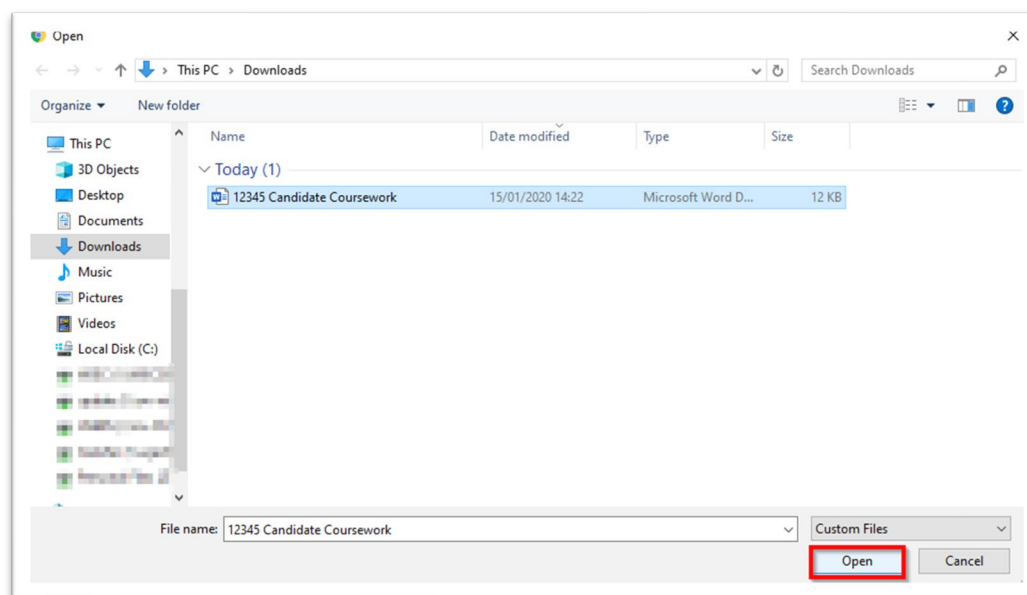 Open
This PC > Downloads
Search Downloads
Organize
New folder
Name Date modified Type Size
Today (1)
12345 Candidate Coursework 15/01/2020 14:22 Microsoft Word D... 12 KB
This PC
3D Objects
Desktop
Documents
Downloads
Music
Pictures
Videos
Local Disk (C:)
File name: 12345 Candidate Coursework
Custom Files
Open
Cancel